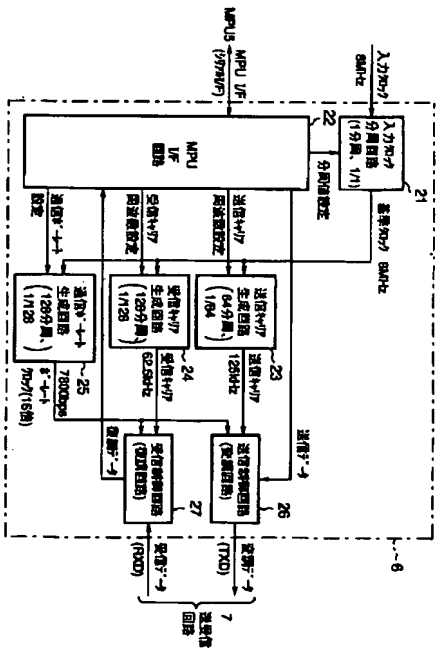 MPU5
MPU I/F
(シリアルI/F)
入力クロック
8MHz
入力クロック
分周回路
(1分周、1/1)
21
22
MPU
I/F
回路
分周値設定
基準クロック 8MHz
送信キャリア
周波数設定
送信キャリア
生成回路
(64分周、
1/64)
23
送信キャリア
125kHz
受信キャリア
周波数設定
受信キャリア
生成回路
(128分周、
1/128)
24
受信キャリア
62.5kHz
通信ボーレート
設定
通信ボーレート
生成回路
(128分周、
1/128)
25
7800bps
ボーレート
クロック(16倍)
送信データ
送信制御回路
(変調回路)
26
復調データ
受信制御回路
(復調回路)
27
変調データ
(TXD)
受信データ
(RXD)
7
送受信
回路
6